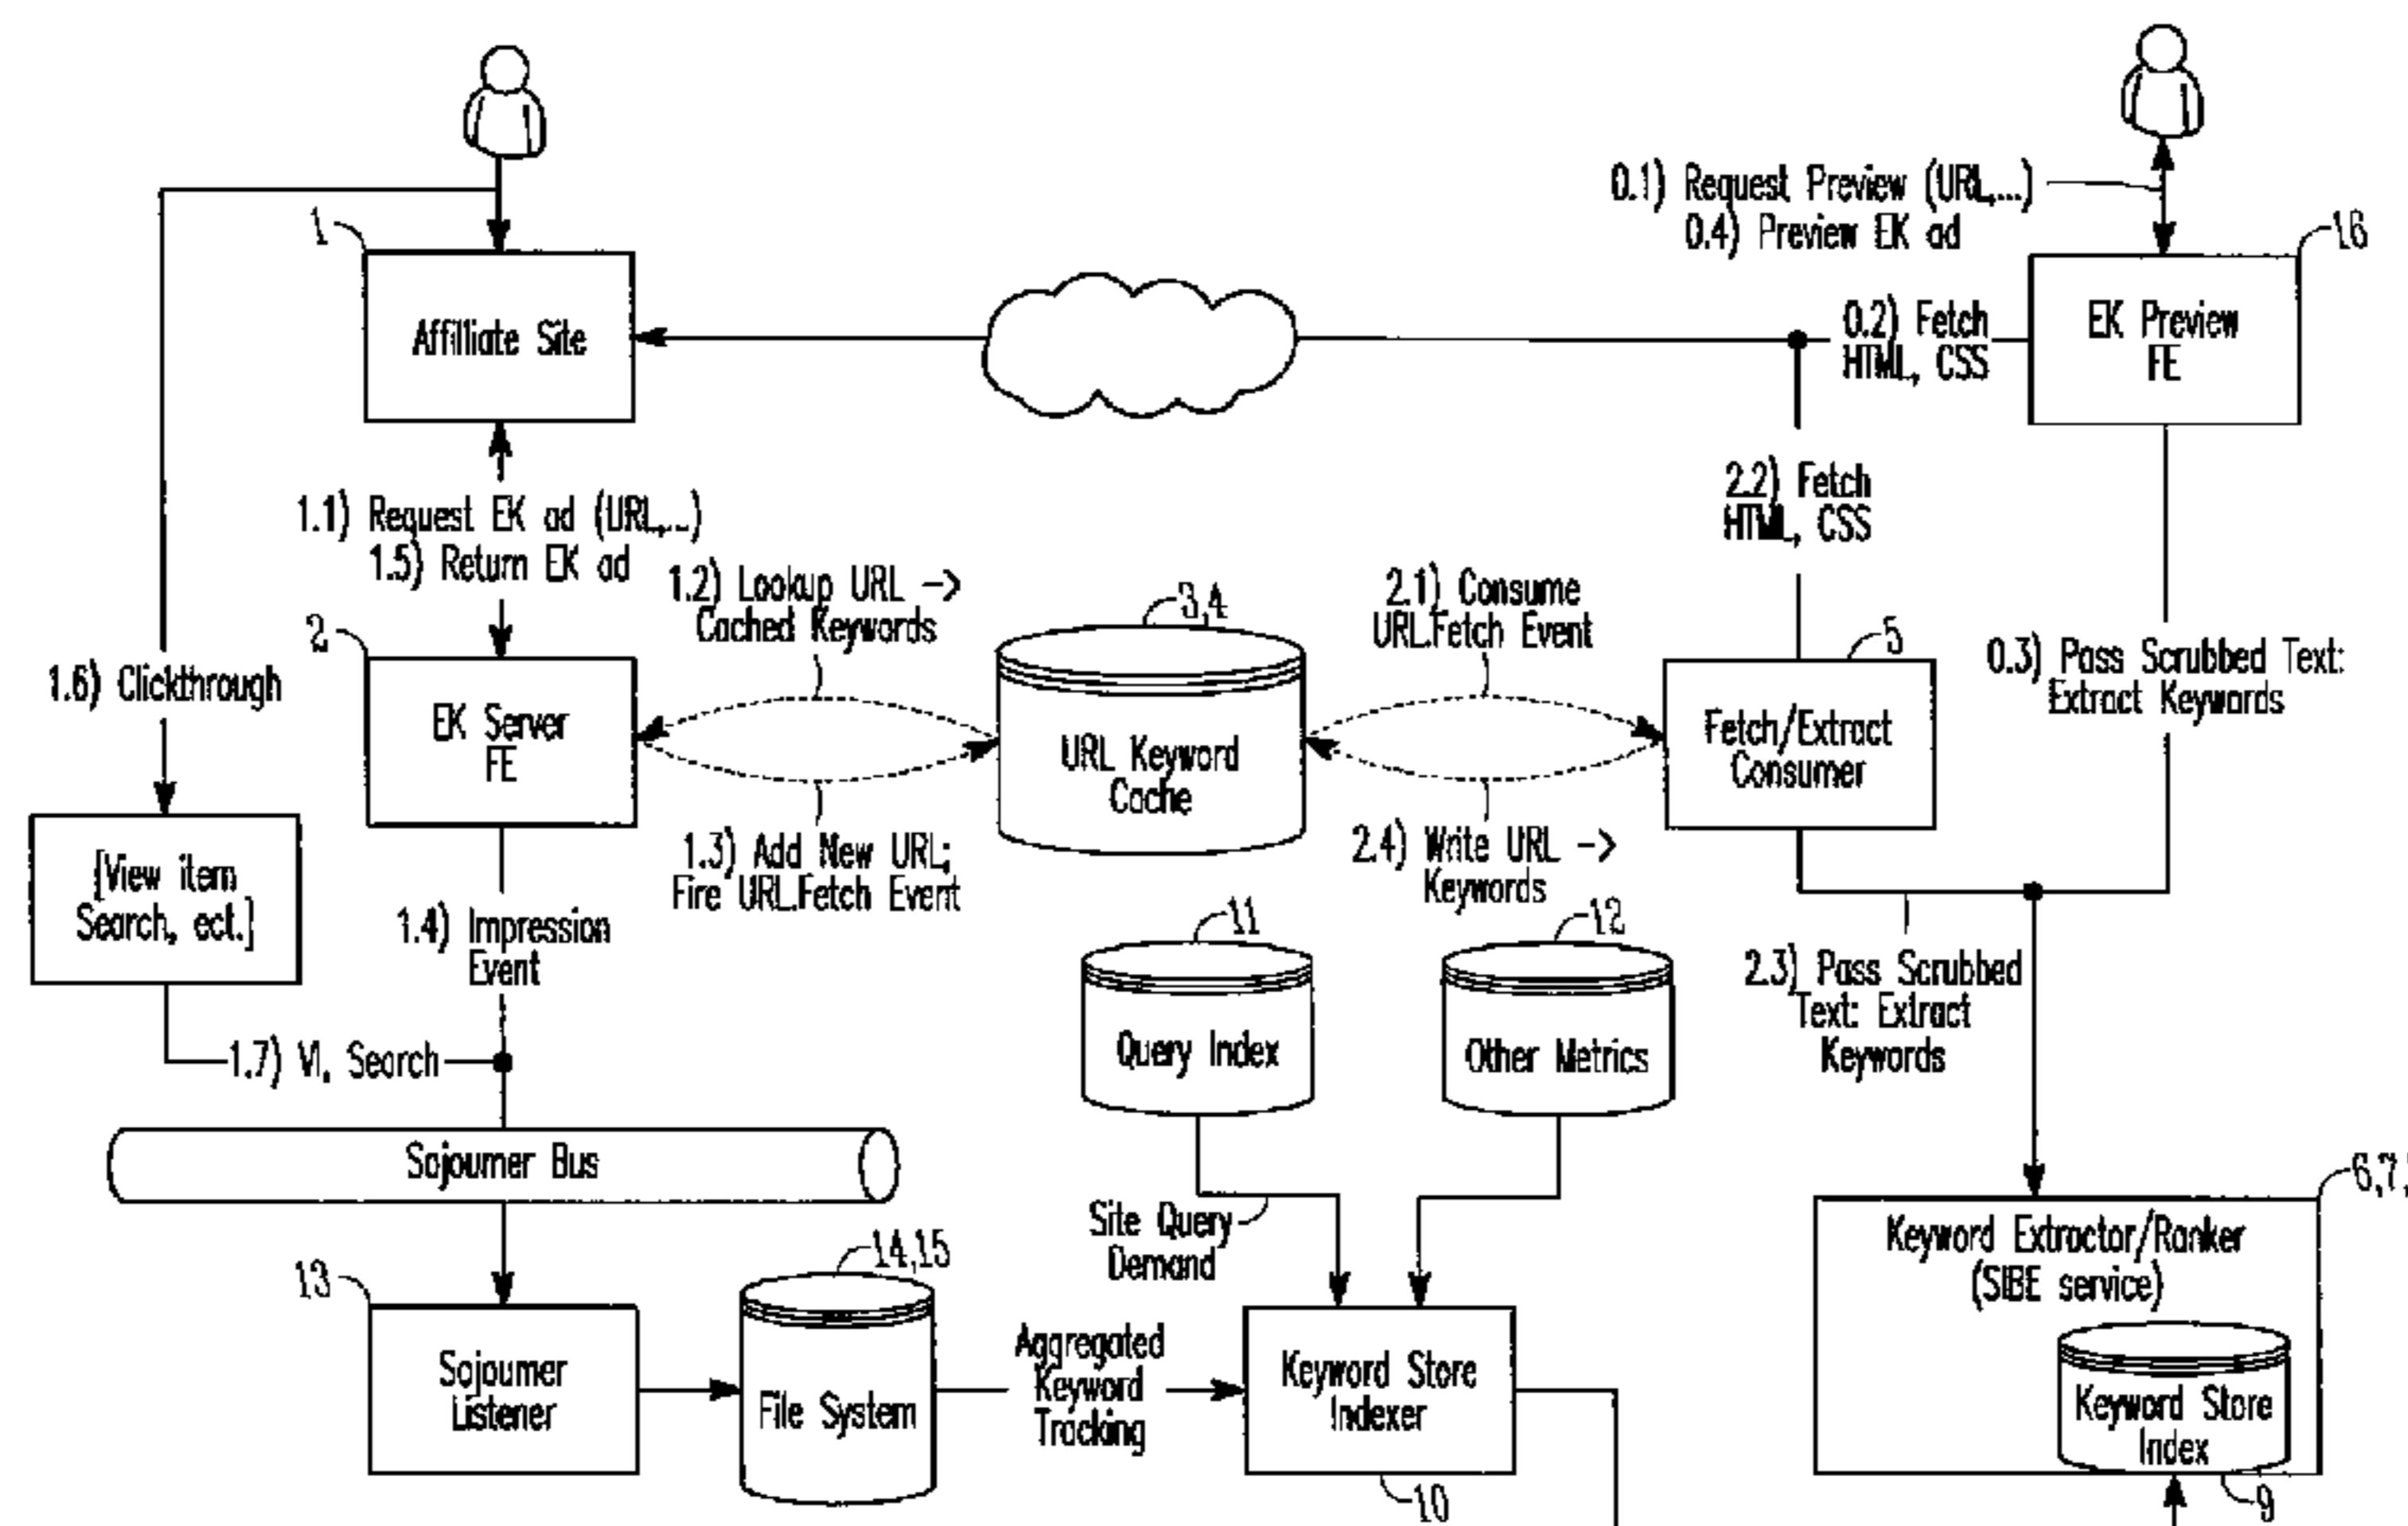 0.1) Request Preview (URL,...)
0.4) Preview EK ad
1
16
Affilliate Site
0.2) Fetch
HTML, CSS
EK Preview
FE
2.2) Fetch
HTML, CSS
1.1) Request EK ad (URL,...)
1.5) Return EK ad
1.2) Lookup URL ->
Cached Keywords
3,4
2.1) Consume
URL.Fetch Event
2
5
1.6) Clickthrough
0.3) Pass Scrubbed Text:
Extract Keywords
EK Server
FE
URL Keyword
Cache
Fetch/Extract
Consumer
1.3) Add New URL;
Fire URL.Fetch Event
2.4) Write URL ->
Keywords
[View item
Search, ect.]
1.4) Impression
Event
11
12
2.3) Pass Scrubbed
Text: Extract
Keywords
Query Index
Other Metrics
1.7) VI, Search
Sojoumer Bus
6,7,
Site Query
Demand
Keyword Extractor/Ranker
(SIBE service)
13
14,15
Sojoumer
Listener
File System
Aggregated
Keyword
Tracking
Keyword Store
Indexer
Keyword Store
Index
10
9